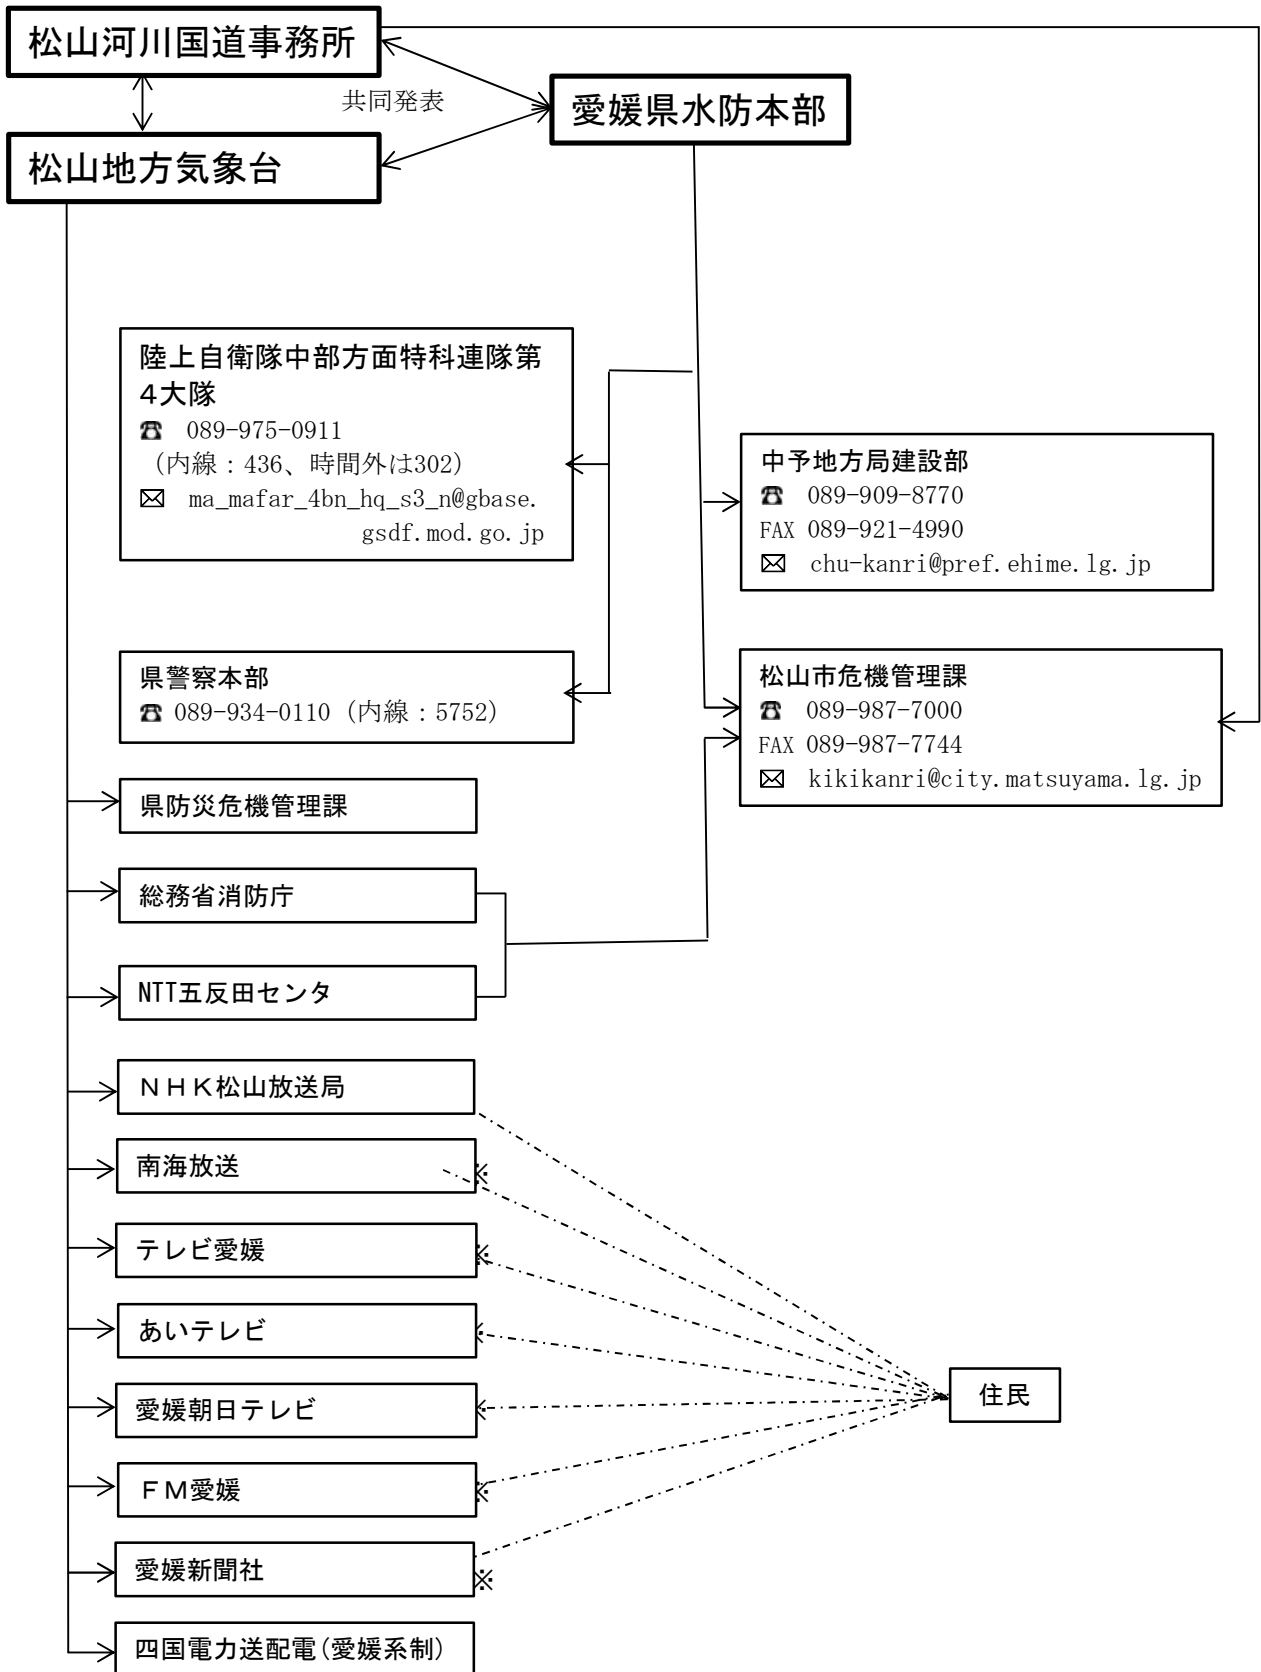 松山河川国道事務所
共同発表
愛媛県水防本部
松山地方気象台
陸上自衛隊中部方面特科連隊第
4大隊
☎ 089-975-0911
（内線：436、時間外は302）
✉ ma_mafar_4bn_hq_s3_n@gbase.
gsdf.mod.go.jp
中予地方局建設部
☎ 089-909-8770
FAX 089-921-4990
✉ chu-kanri@pref.ehime.lg.jp
県警察本部
☎ 089-934-0110（内線：5752）
松山市危機管理課
☎ 089-987-7000
FAX 089-987-7744
✉ kikikanri@city.matsuyama.lg.jp
県防災危機管理課
総務省消防庁
NTT五反田センタ
ＮＨＫ松山放送局
南海放送
※
テレビ愛媛
※
あいテレビ
愛媛朝日テレビ
住民
ＦＭ愛媛
※
愛媛新聞社
※
四国電力送配電(愛媛系制)